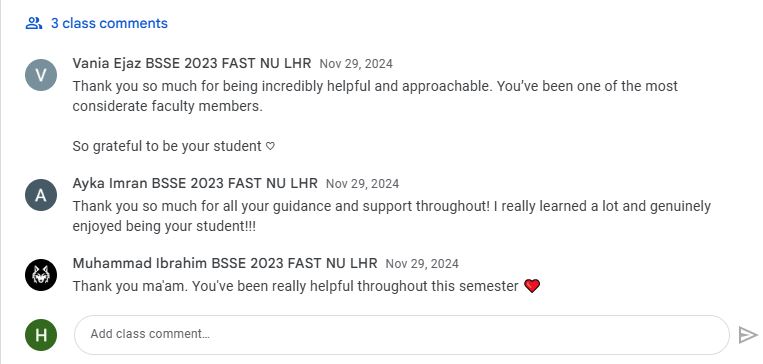 3 class comments
V
Vania Ejaz BSSE 2023 FAST NU LHR Nov 29, 2024
Thank you so much for being incredibly helpful and approachable. You’ve been one of the most
considerate faculty members.
So grateful to be your student ♡
A
Ayka Imran BSSE 2023 FAST NU LHR Nov 29, 2024
Thank you so much for all your guidance and support throughout! I really learned a lot and genuinely
enjoyed being your student!!!
Muhammad Ibrahim BSSE 2023 FAST NU LHR Nov 29, 2024
Thank you ma'am. You've been really helpful throughout this semester ❤️
H
Add class comment…